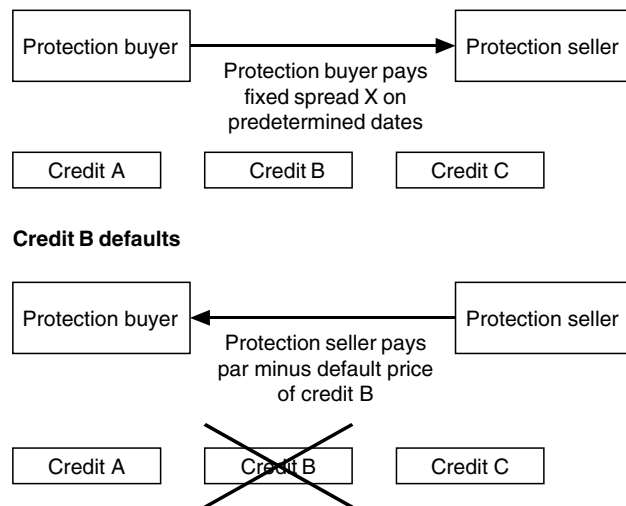 Protection buyer
Protection seller
Protection buyer pays
fixed spread X on
predetermined dates
Credit A
Credit B
Credit C
Credit B defaults
Protection buyer
Protection seller
Protection seller pays
par minus default price
of credit B
Credit A
Credit B
Credit C